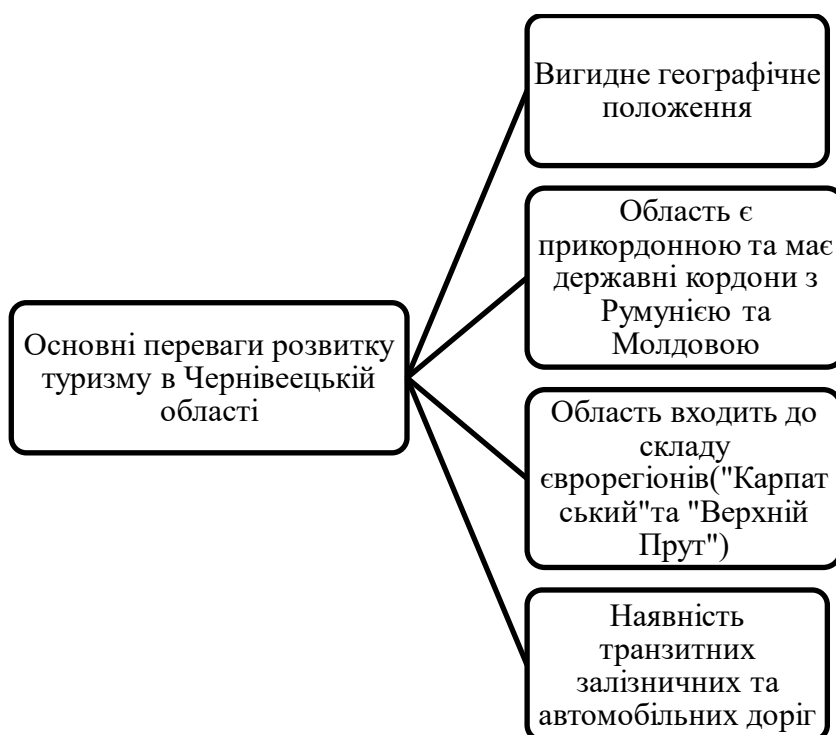 Вигидне географічне
положення
Область є
прикордонною та має
державні кордони з
Румунією та
Молдовою
Основні переваги розвитку
туризму в Чернівеецькій
області
Область входить до
складу
єврорегіонів("Карпат
ський"та "Верхній
Прут")
Наявність
транзитних
залізничних та
автомобільних доріг